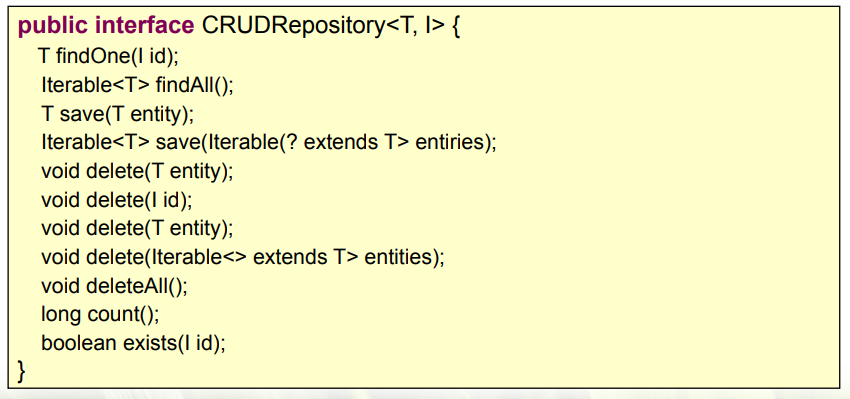 public interface CRUDRepository<T, I> {
T findOne(I id);
Iterable<T> findAll();
T save(T entity);
Iterable<T> save(Iterable(? extends T> entiries);
void delete(T entity);
void delete(I id);
void delete(T entity);
void delete(Iterable<> extends T> entities);
void deleteAll();
long count();
boolean exists(I id);
}